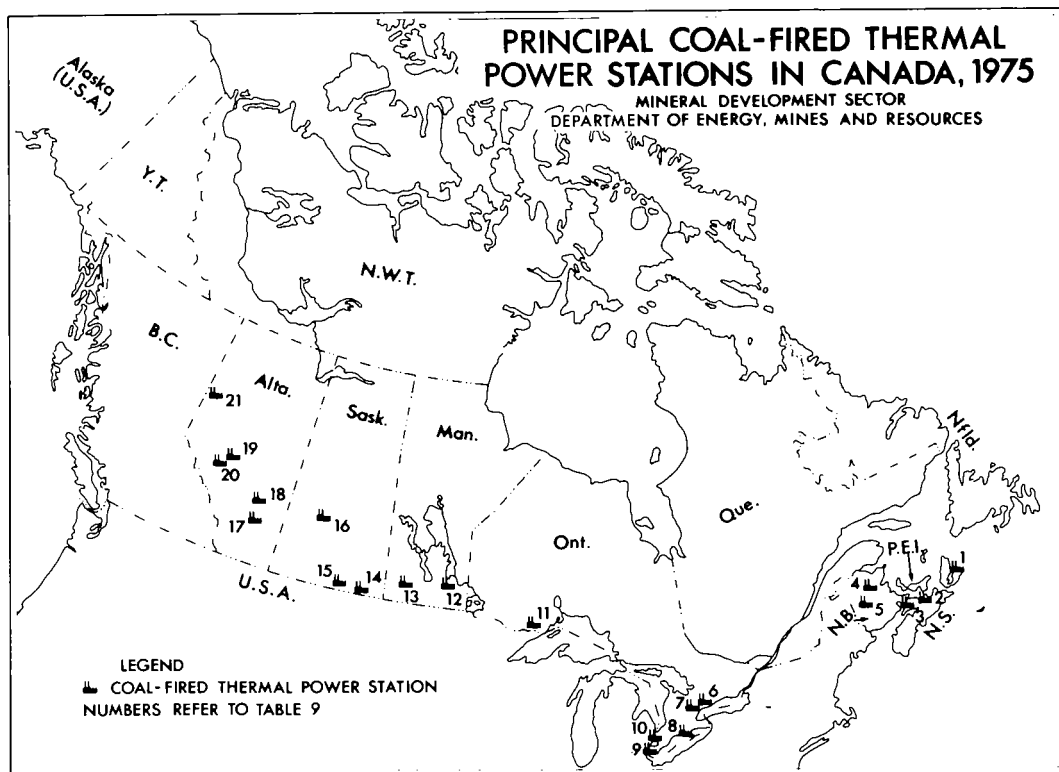 PRINCIPAL COAL-FIRED THERMAL
POWER STATIONS IN CANADA, 1975
MINERAL DEVELOPMENT SECTOR
DEPARTMENT OF ENERGY, MINES AND RESOURCES
Alaska
(U.S.A.)
Y.T.
N.W.T.
B.C.
Alta.
Sask.
Man.
Ont.
Que.
Nfld.
P.E.I.
N.B.
N.S.
U.S.A.
21
19
20
18
17
16
15
14
13
12
11
1
2
3
4
5
6
7
8
10
9
LEGEND
COAL-FIRED THERMAL POWER STATION
NUMBERS REFER TO TABLE 9